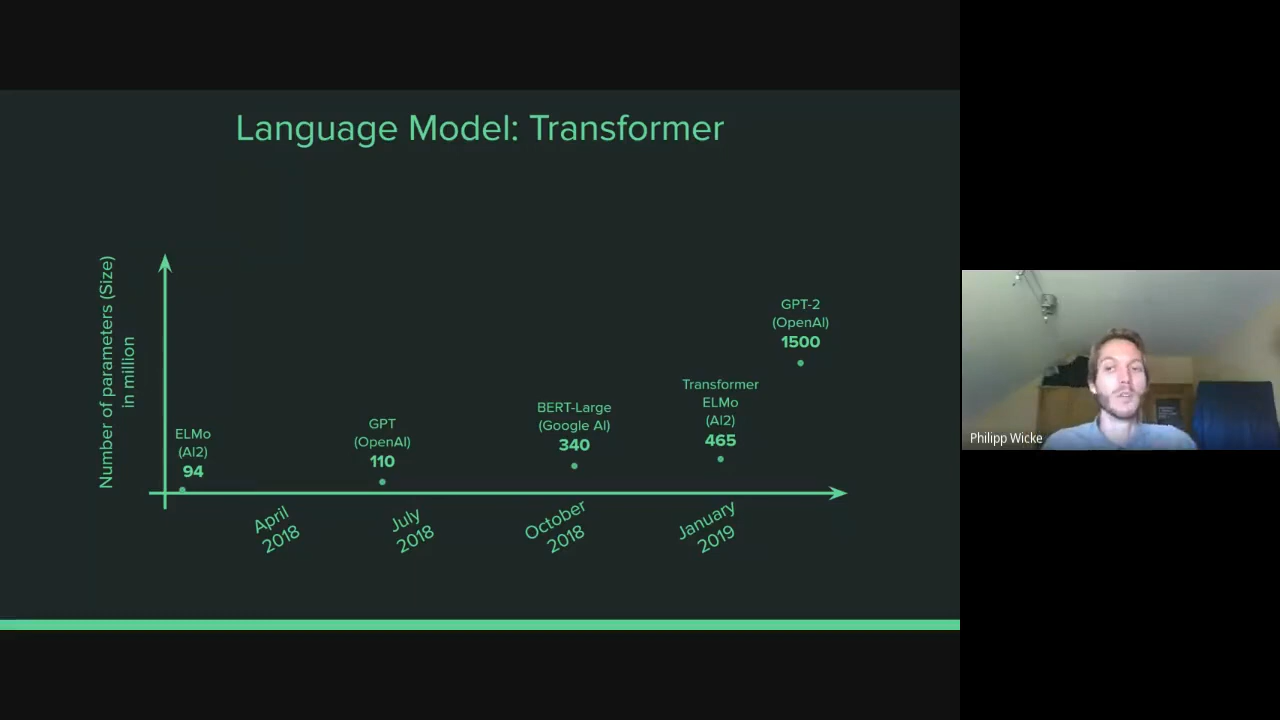 Language Model: Transformer
Number of parameters (Size)
in million
ELMo
(AI2)
94
GPT
(OpenAI)
110
BERT-Large
(Google AI)
340
Transformer
ELMo
(AI2)
465
GPT-2
(OpenAI)
1500
April
2018
July
2018
October
2018
January
2019
Philipp Wicke